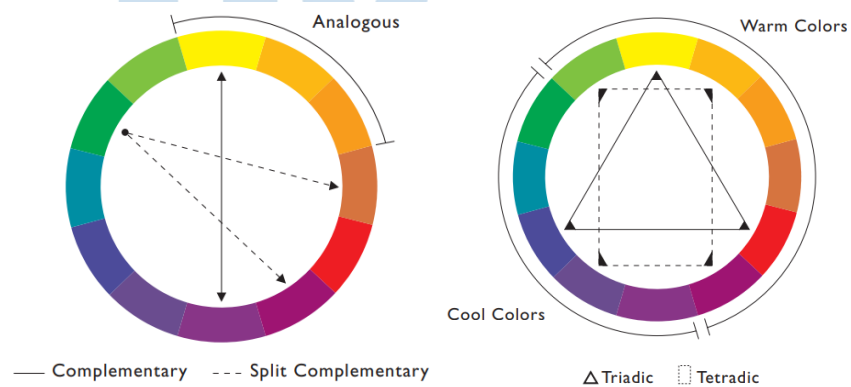 Analogous
Warm Colors
Cool Colors
Complementary
Split Complementary
Triadic
Tetradic